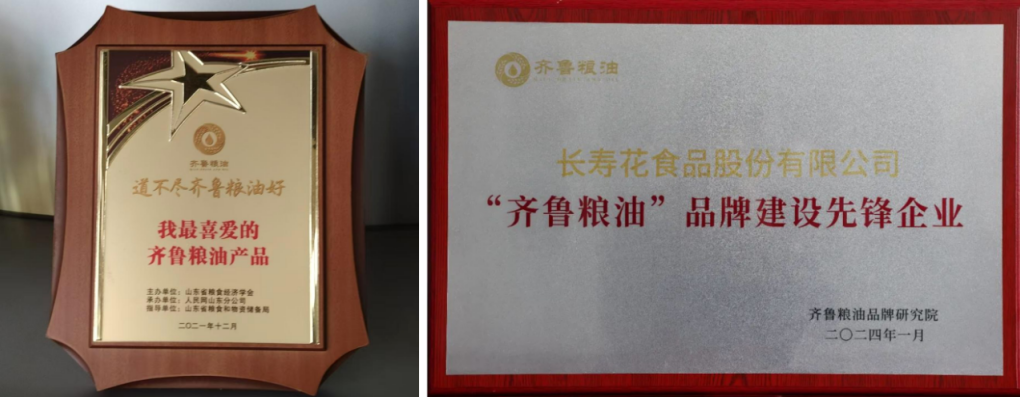 齐鲁粮油
道不尽齐鲁粮油好
我最喜爱的
齐鲁粮油产品
主办单位：山东省粮食经济学会
承办单位：人民网山东分公司
指导单位：山东省粮食和物资储备局
二〇二一年十二月
齐鲁粮油
长寿花食品股份有限公司
“齐鲁粮油”品牌建设先锋企业
齐鲁粮油品牌研究院
二〇二四年一月